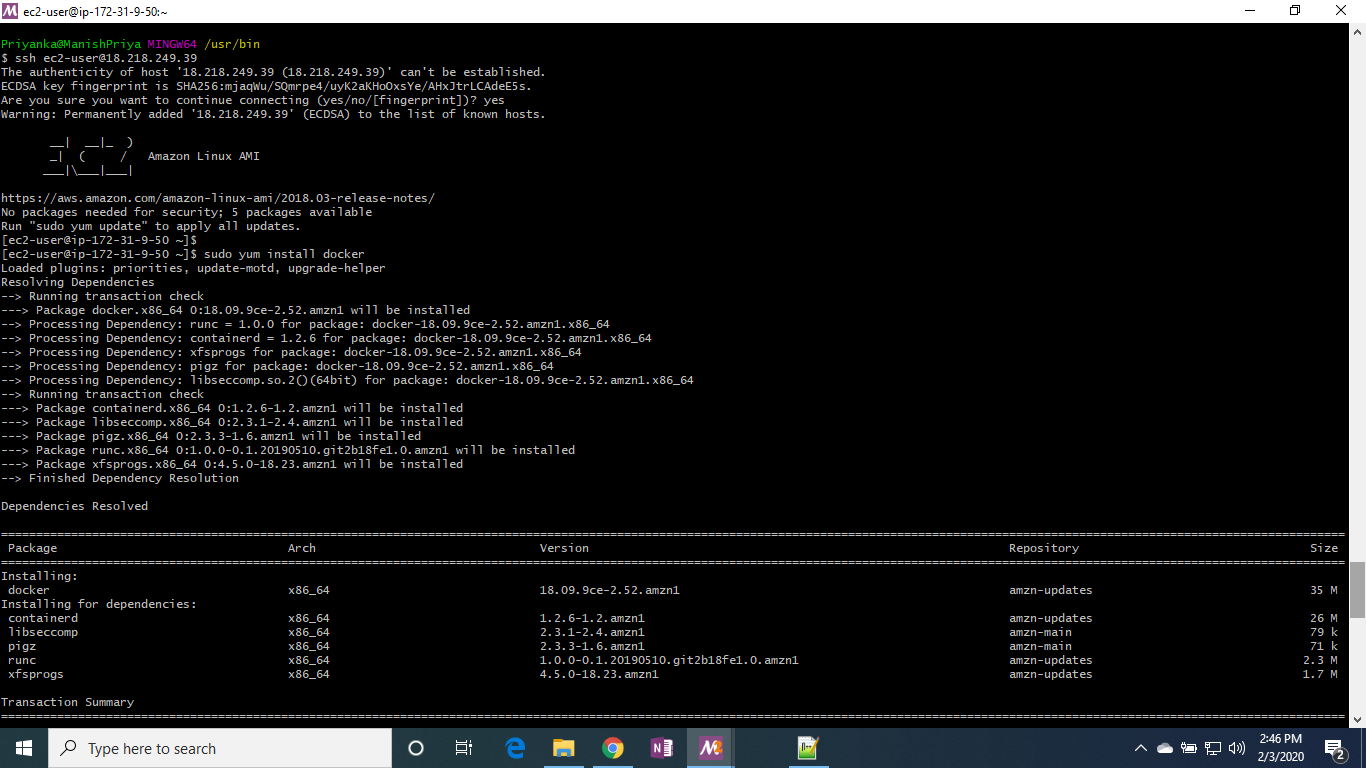 ec2-user@ip-172-31-9-50:~
Priyanka@ManishPriya MINGW64 /usr/bin
$ ssh ec2-user@18.218.249.39
The authenticity of host '18.218.249.39 (18.218.249.39)' can't be established.
ECDSA key fingerprint is SHA256:mjaqWu/SQmrpe4/uyK2aKHoOxsYe/AHxJtrLCAdeE5s.
Are you sure you want to continue connecting (yes/no/[fingerprint])? yes
Warning: Permanently added '18.218.249.39' (ECDSA) to the list of known hosts.
       __|  __|_  )
       _|  (     /   Amazon Linux AMI
      ___|\___|___|
https://aws.amazon.com/amazon-linux-ami/2018.03-release-notes/
No packages needed for security; 5 packages available
Run "sudo yum update" to apply all updates.
[ec2-user@ip-172-31-9-50 ~]$
[ec2-user@ip-172-31-9-50 ~]$ sudo yum install docker
Loaded plugins: priorities, update-motd, upgrade-helper
Resolving Dependencies
--> Running transaction check
---> Package docker.x86_64 0:18.09.9ce-2.52.amzn1 will be installed
--> Processing Dependency: runc = 1.0.0 for package: docker-18.09.9ce-2.52.amzn1.x86_64
--> Processing Dependency: containerd = 1.2.6 for package: docker-18.09.9ce-2.52.amzn1.x86_64
--> Processing Dependency: xfsprogs for package: docker-18.09.9ce-2.52.amzn1.x86_64
--> Processing Dependency: pigz for package: docker-18.09.9ce-2.52.amzn1.x86_64
--> Processing Dependency: libseccomp.so.2()(64bit) for package: docker-18.09.9ce-2.52.amzn1.x86_64
--> Running transaction check
---> Package containerd.x86_64 0:1.2.6-1.2.amzn1 will be installed
---> Package libseccomp.x86_64 0:2.3.1-2.4.amzn1 will be installed
---> Package pigz.x86_64 0:2.3.3-1.6.amzn1 will be installed
---> Package runc.x86_64 0:1.0.0-0.1.20190510.git2b18fe1.0.amzn1 will be installed
---> Package xfsprogs.x86_64 0:4.5.0-18.23.amzn1 will be installed
--> Finished Dependency Resolution
Dependencies Resolved
Package Arch Version Repository Size
Installing:
docker x86_64 18.09.9ce-2.52.amzn1 amzn-updates 35 M
Installing for dependencies:
containerd x86_64 1.2.6-1.2.amzn1 amzn-updates 26 M
libseccomp x86_64 2.3.1-2.4.amzn1 amzn-main 79 k
pigz x86_64 2.3.3-1.6.amzn1 amzn-main 71 k
runc x86_64 1.0.0-0.1.20190510.git2b18fe1.0.amzn1 amzn-updates 2.3 M
xfsprogs x86_64 4.5.0-18.23.amzn1 amzn-updates 1.7 M
Transaction Summary
Type here to search
2:46 PM
2/3/2020
2